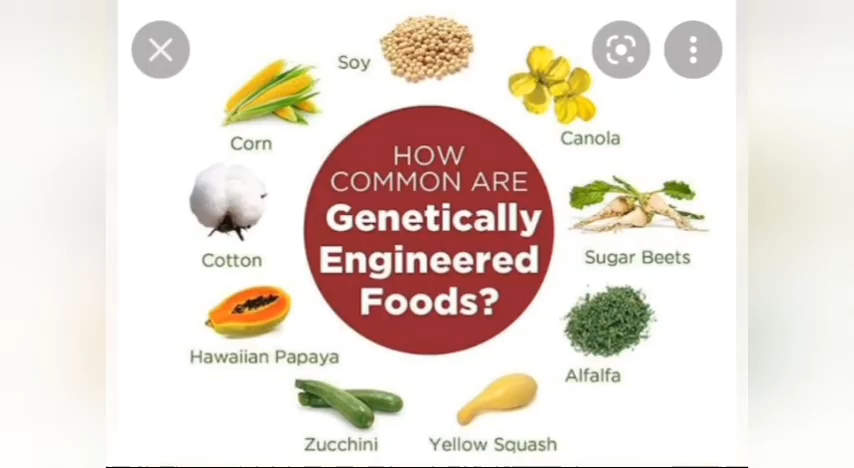 Soy
Corn
Canola
HOW
COMMON ARE
Genetically
Engineered
Foods?
Cotton
Sugar Beets
Hawaiian Papaya
Alfalfa
Zucchini
Yellow Squash